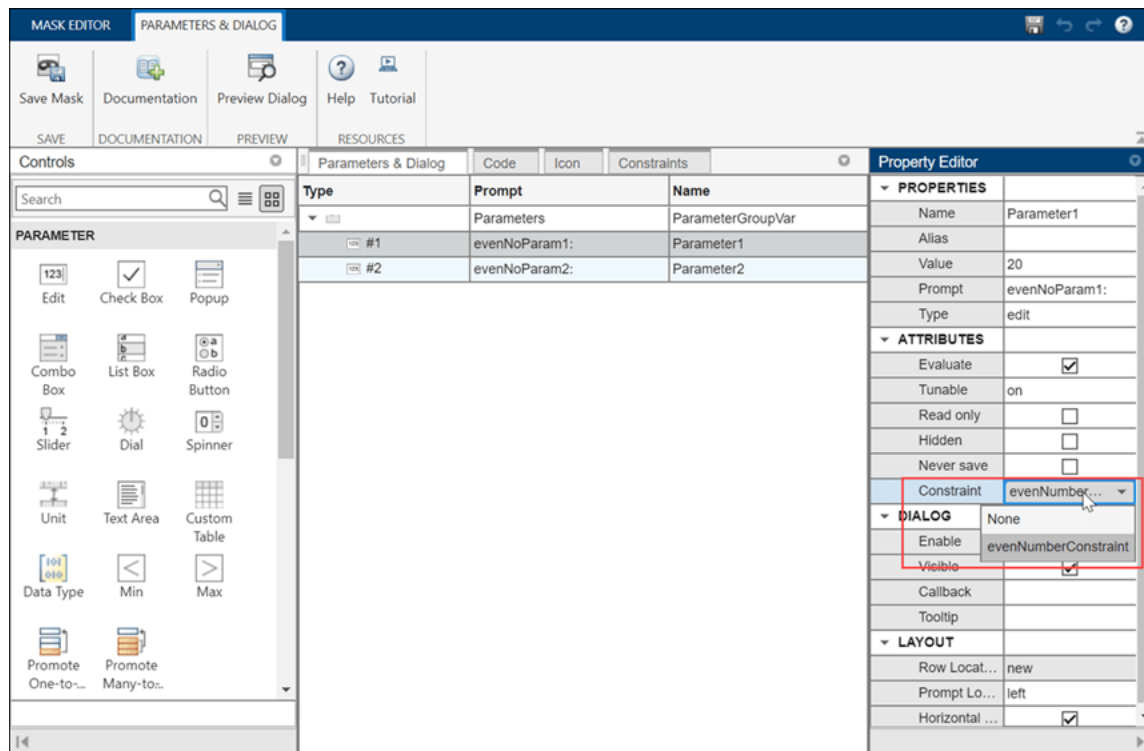 MASK EDITOR PARAMETERS & DIALOG
Save Mask Documentation Preview Dialog Help Tutorial
SAVE DOCUMENTATION PREVIEW RESOURCES
Controls
Search
PARAMETER
123
Edit Check Box Popup
Combo Box List Box Radio Button
1 2 0
Slider Dial Spinner
Unit Text Area Custom Table
Data Type Min Max
Promote One-to-... Promote Many-to...
Parameters & Dialog Code Icon Constraints
Type Prompt Name
Parameters ParameterGroupVar
#1 evenNoParam1: Parameter1
#2 evenNoParam2: Parameter2
Property Editor
PROPERTIES
Name Parameter1
Alias
Value 20
Prompt evenNoParam1:
Type edit
ATTRIBUTES
Evaluate
Tunable on
Read only
Hidden
Never save
Constraint evenNumber...
None
evenNumberConstraint
DIALOG
Enable
Visible
Callback
Tooltip
LAYOUT
Row Locat... new
Prompt Lo... left
Horizontal ...